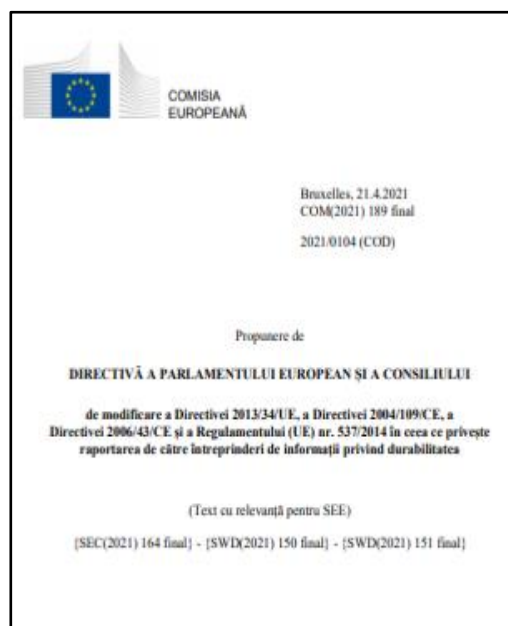 COMISIA
EUROPEANĂ
Bruxelles, 21.4.2021
COM(2021) 189 final
2021/0104 (COD)
Propunere de
DIRECTIVĂ A PARLAMENTULUI EUROPEAN ȘI A CONSILIULUI
de modificare a Directivei 2013/34/UE, a Directivei 2004/109/CE, a
Directivei 2006/43/CE și a Regulamentului (UE) nr. 537/2014 în ceea ce privește
raportarea de către întreprinderi de informații privind durabilitatea
(Text cu relevanță pentru SEE)
{SEC(2021) 164 final} - {SWD(2021) 150 final} - {SWD(2021) 151 final}